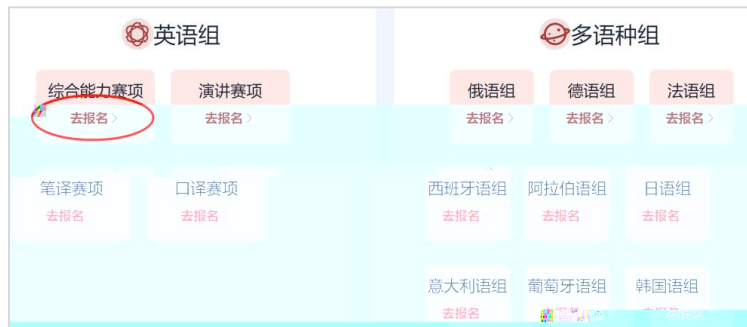 英语组
综合能力赛项 演讲赛项
去报名 > 去报名 >
笔译赛项 口译赛项
去报名 去报名
多语种组
俄语组 德语组 法语组
去报名 > 去报名 > 去报名 >
西班牙语组 阿拉伯语组 日语组
去报名 去报名 去报名
意大利语组 葡萄牙语组 韩国语组
去报名